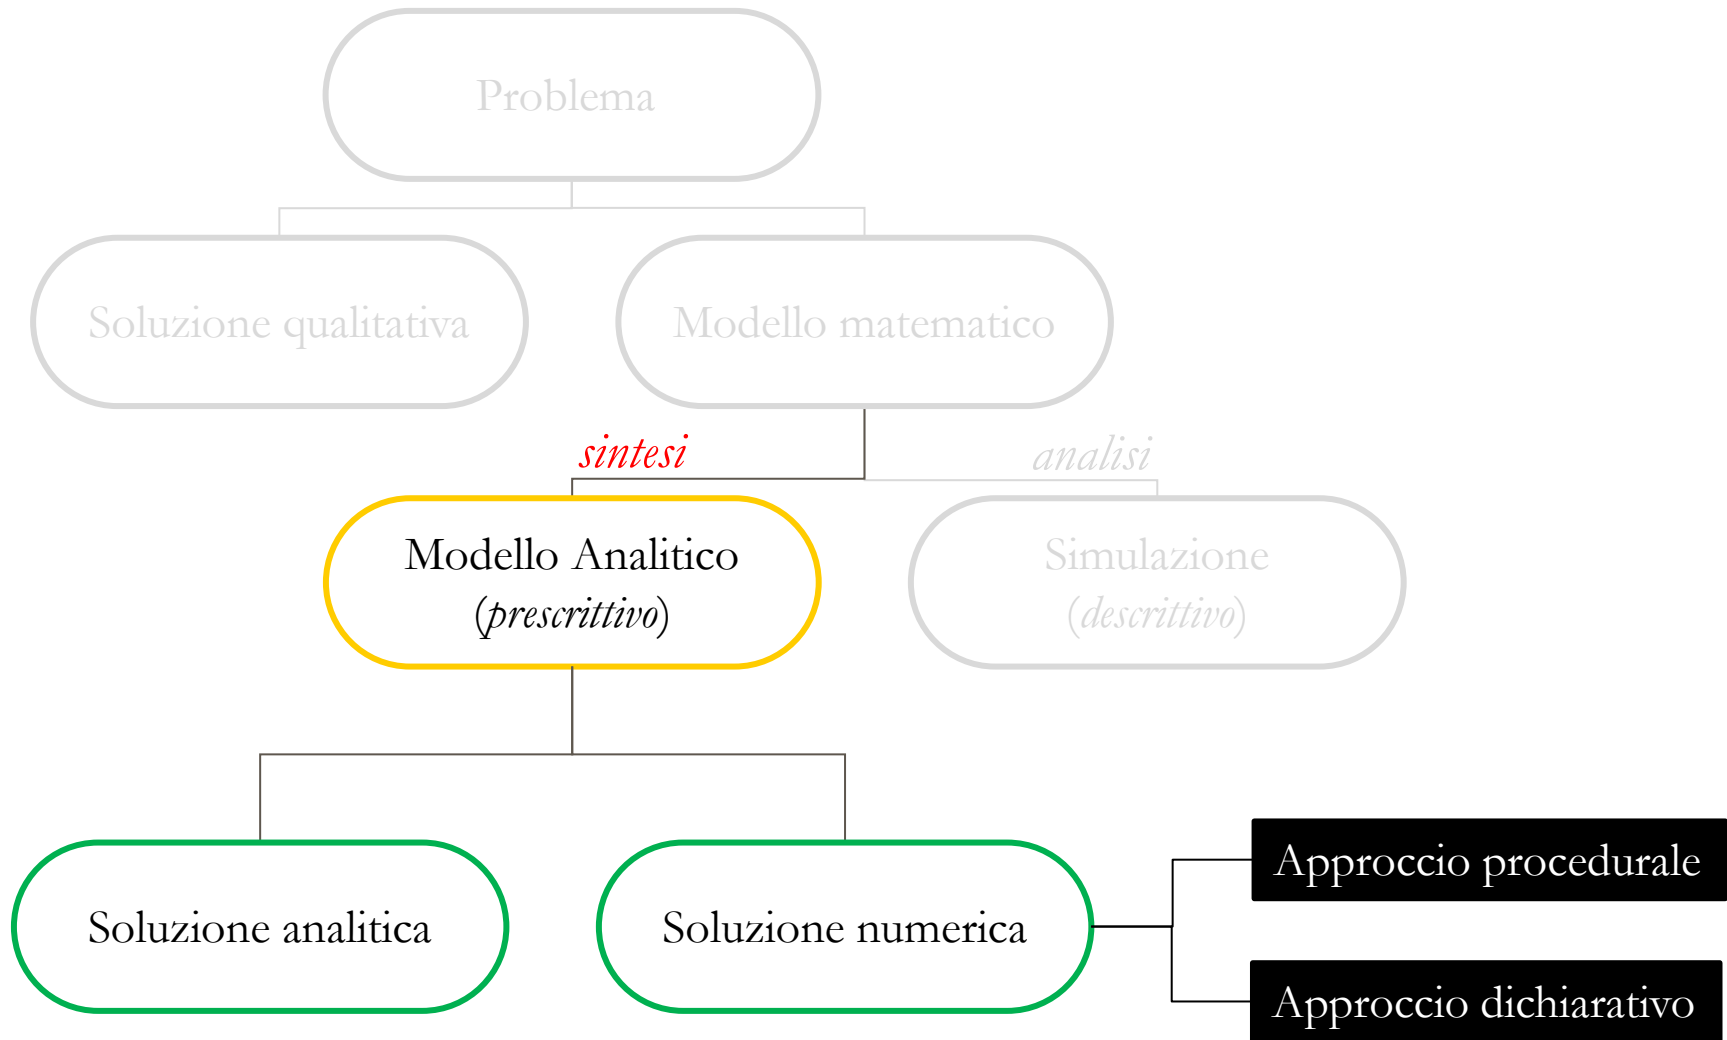 Problema
Soluzione qualitativa
Modello matematico
sintesi
analisi
Modello Analitico
(prescrittivo)
Simulazione
(descrittivo)
Soluzione analitica
Soluzione numerica
Approccio procedurale
Approccio dichiarativo